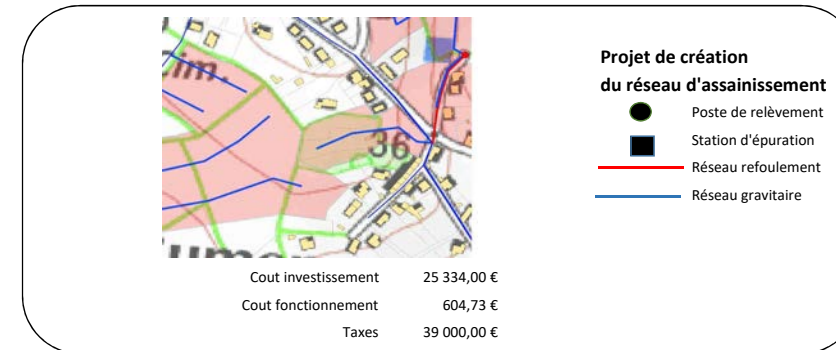 Cim.
36
Projet de création
du réseau d'assainissement
Poste de relèvement
Station d'épuration
Réseau refoulement
Réseau gravitaire
Cout investissement 25 334,00 €
Cout fonctionnement 604,73 €
Taxes 39 000,00 €